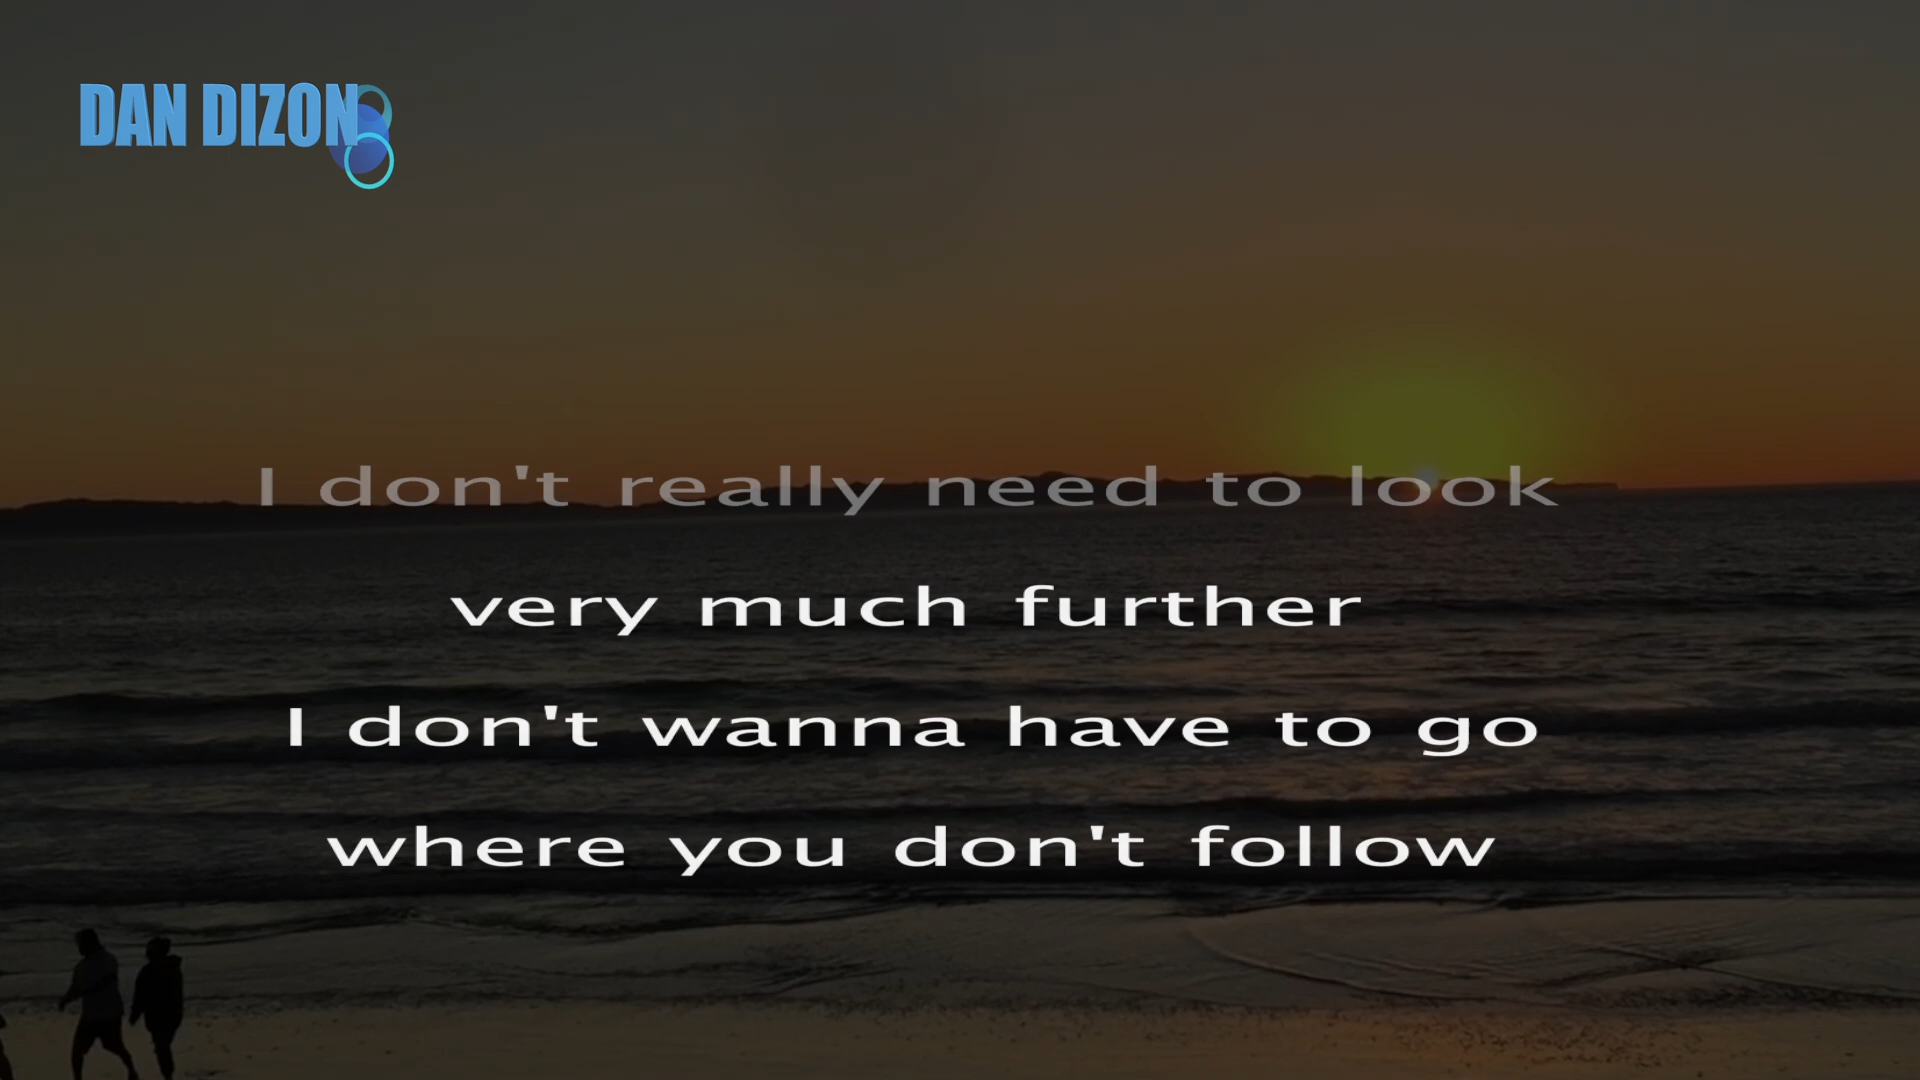 DAN DIZON
I don't really need to look
very much further
I don't wanna have to go
where you don't follow